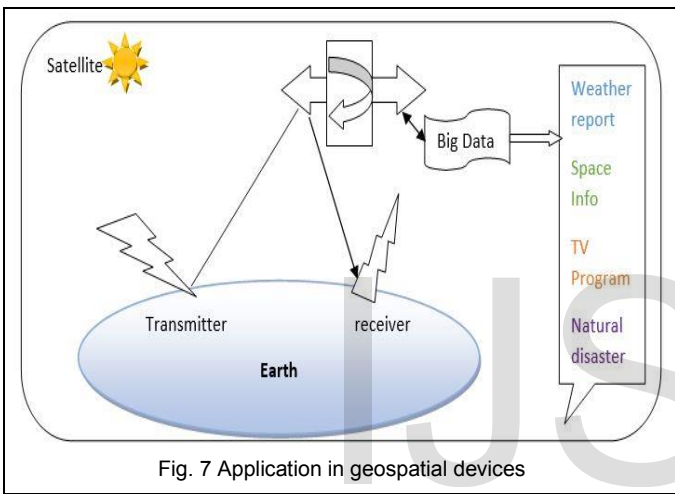 Satellite
Big Data
Weather
report
Space
Info
TV
Program
Natural
disaster
Transmitter
receiver
Earth
IJS
Fig. 7 Application in geospatial devices